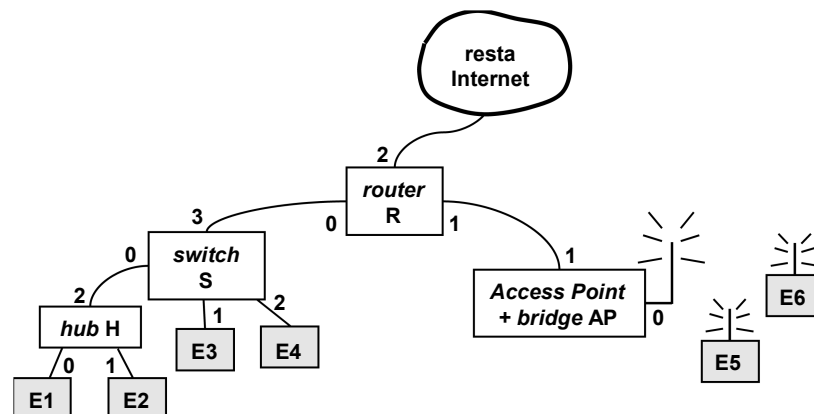 resta
Internet
2
router
R
3
0
1
0
switch
S
1
2
Access Point
+ bridge AP
0
E6
2
hub H
1
2
E3
E4
E5
0
1
E1
E2